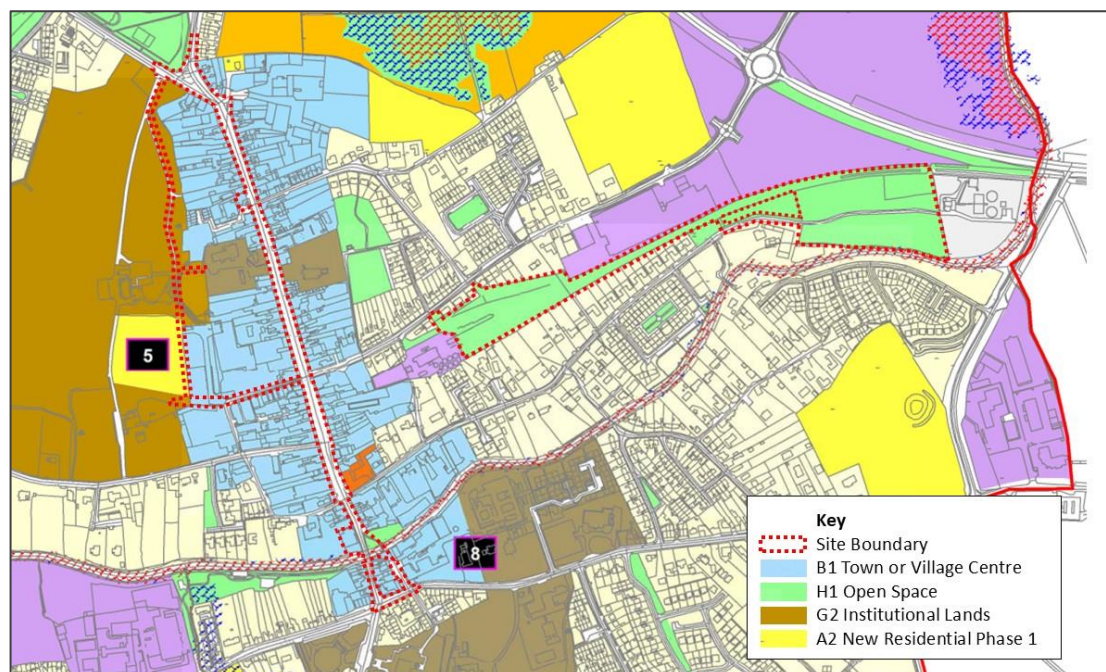 5
8
Key
Site Boundary
B1 Town or Village Centre
H1 Open Space
G2 Institutional Lands
A2 New Residential Phase 1